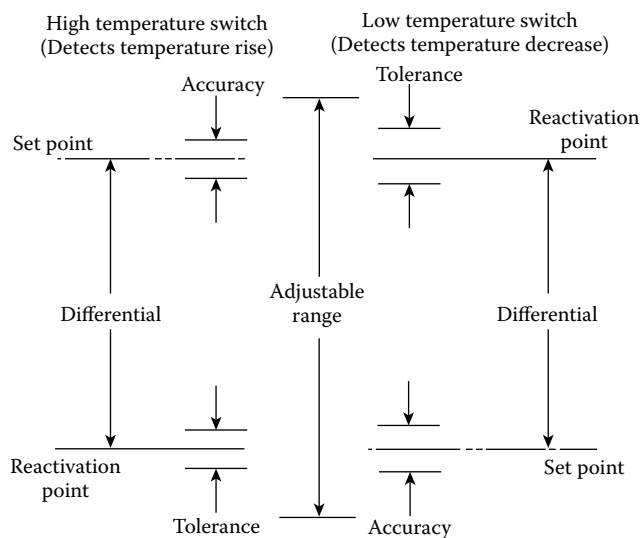 High temperature switch
(Detects temperature rise)
Low temperature switch
(Detects temperature decrease)
Accuracy
Tolerance
Set point
Reactivation
point
Differential
Adjustable
range
Differential
Reactivation
point
Set point
Tolerance
Accuracy